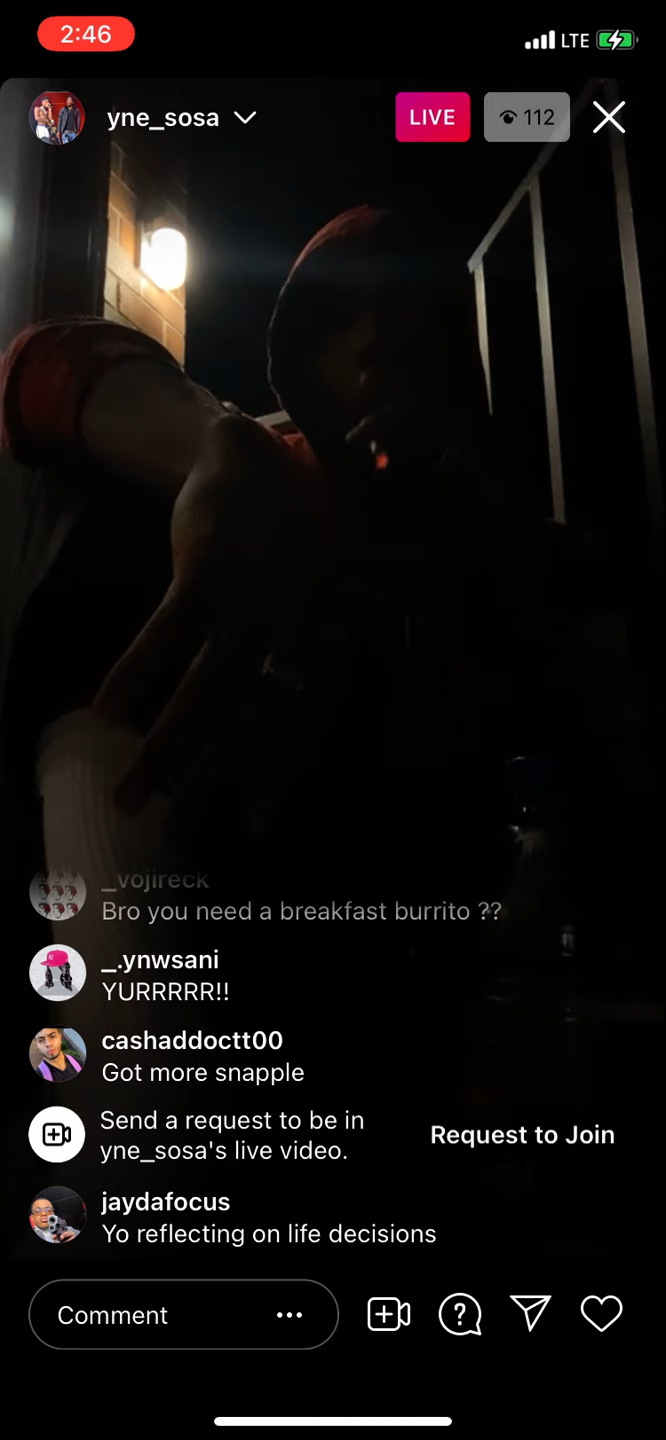 2:46
LTE
yne_sosa
LIVE
112
_vojireck
Bro you need a breakfast burrito ??
_.ynwsani
YURRRRR!!
cashaddoctt00
Got more snapple
Send a request to be in
yne_sosa's live video.
Request to Join
jaydafocus
Yo reflecting on life decisions
Comment